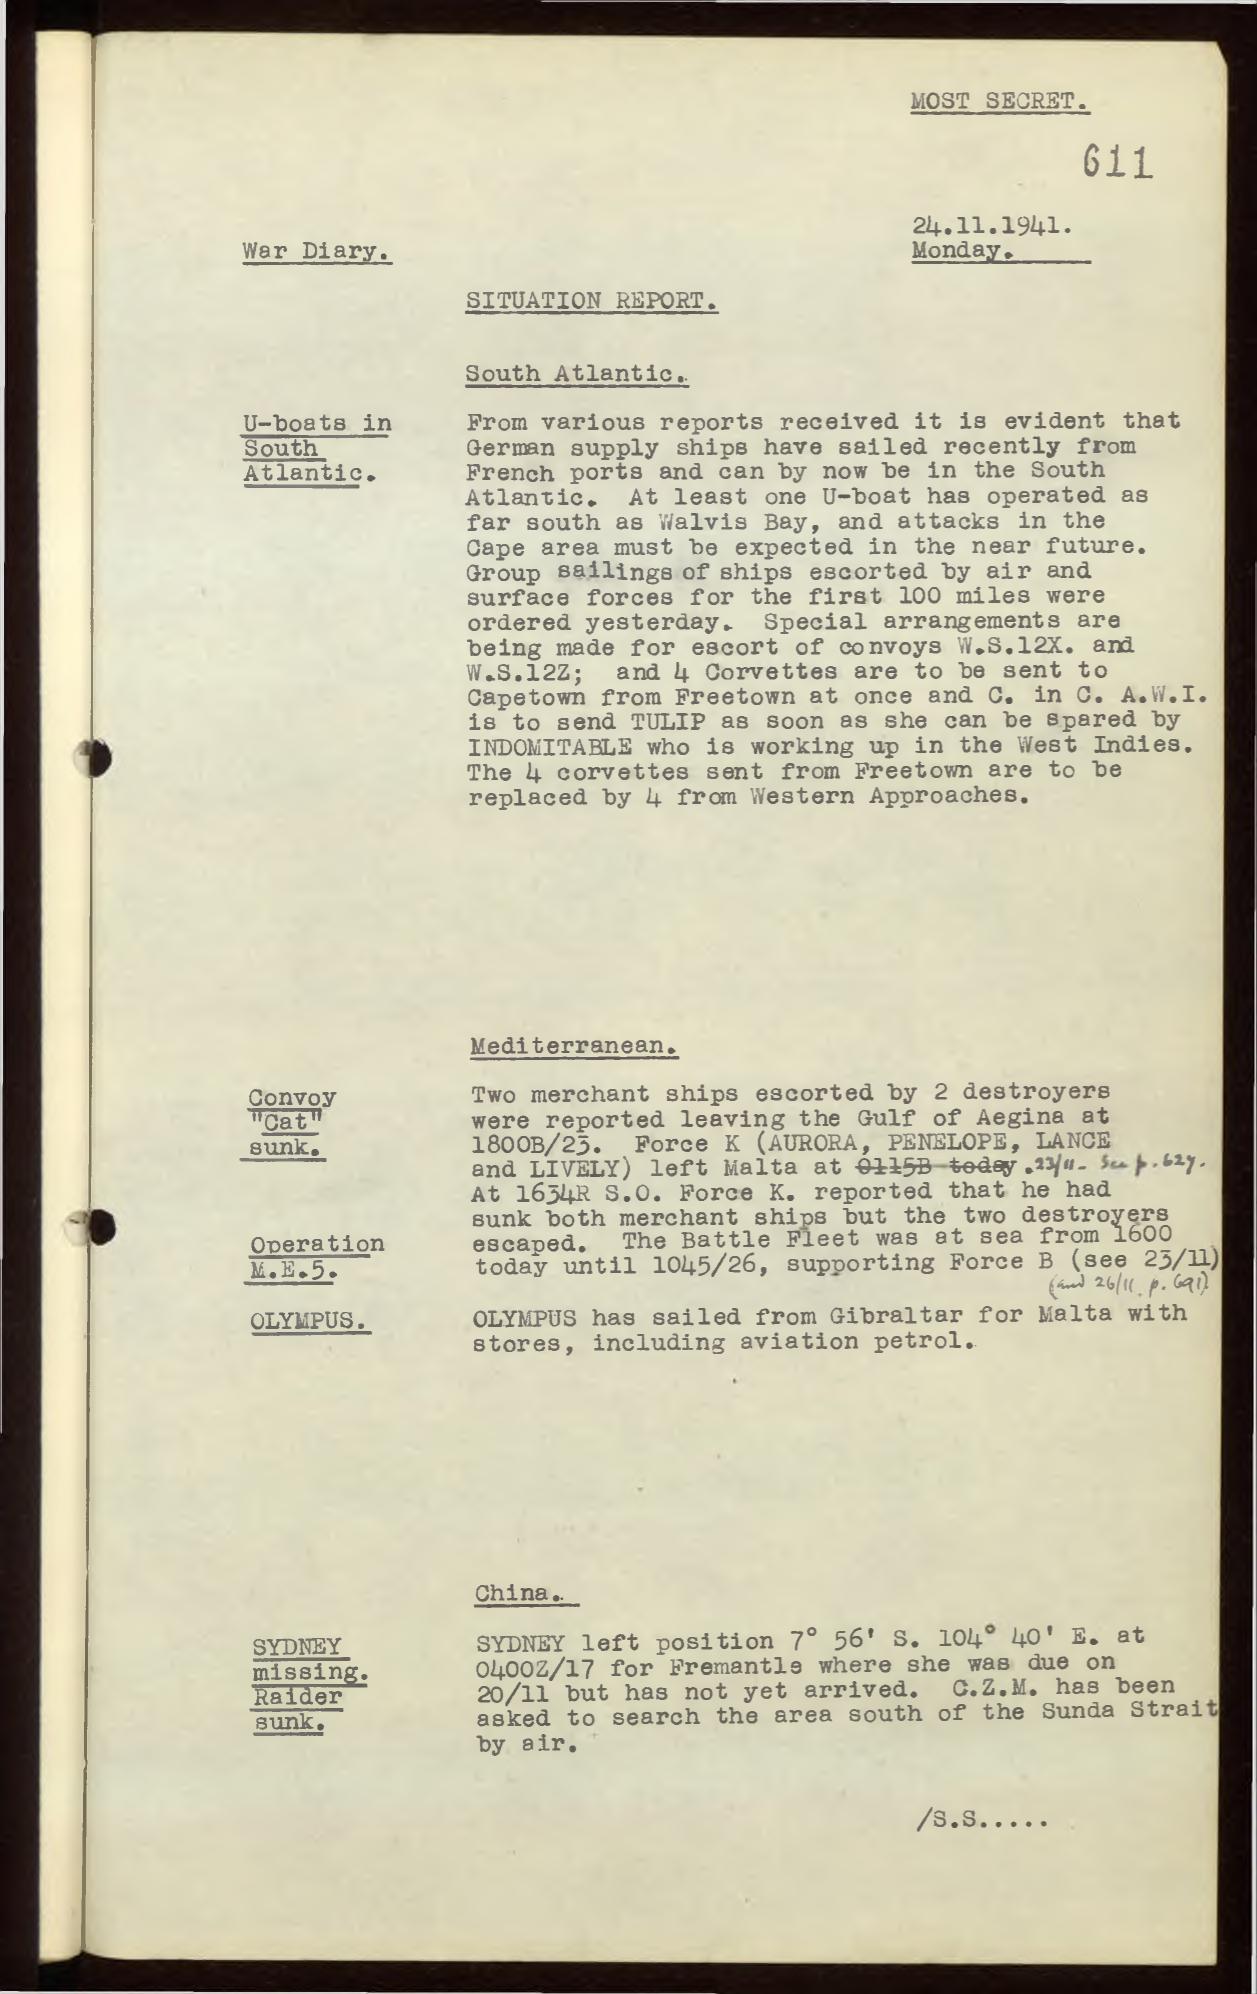 MOST SECRET.
611
24.11.1941.
Monday.
War Diary.
SITUATION REPORT.
South Atlantic.
U-boats in
South
Atlantic.
From various reports received it is evident that
German supply ships have sailed recently from
French ports and can by now be in the South
Atlantic. At least one U-boat has operated as
far south as Walvis Bay, and attacks in the
Cape area must be expected in the near future.
Group sailings of ships escorted by air and
surface forces for the first 100 miles were
ordered yesterday. Special arrangements are
being made for escort of convoys W.S.12X. and
W.S.12Z; and 4 Corvettes are to be sent to
Capetown from Freetown at once and C. in C. A.W.I.
is to send TULIP as soon as she can be spared by
INDOMITABLE who is working up in the West Indies.
The 4 corvettes sent from Freetown are to be
replaced by 4 from Western Approaches.
Mediterranean.
Convoy
"Cat"
sunk.
Two merchant ships escorted by 2 destroyers
were reported leaving the Gulf of Aegina at
1800B/23. Force K (AURORA, PENELOPE, LANCE
and LIVELY) left Malta at 0115B today. 23/11 - See p. 627.
At 1634R S.O. Force K. reported that he had
sunk both merchant ships but the two destroyers
escaped. The Battle Fleet was at sea from 1600
today until 1045/26, supporting Force B (see 23/11)
(and 26/11. p. 691).
Operation
M.E.5.
OLYMPUS.
OLYMPUS has sailed from Gibraltar for Malta with
stores, including aviation petrol.
China.
SYDNEY
missing.
Raider
sunk.
SYDNEY left position 7° 56' S. 104° 40' E. at
0400Z/17 for Fremantle where she was due on
20/11 but has not yet arrived. C.Z.M. has been
asked to search the area south of the Sunda Strait
by air.
/S.S.....